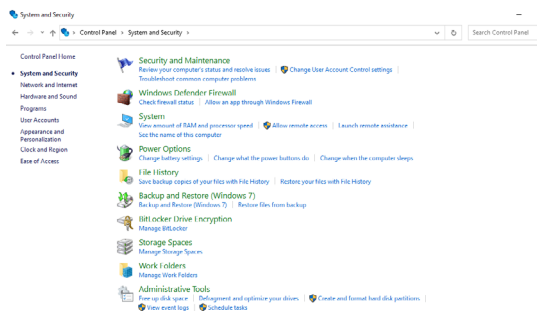 System and Security
Control Panel > System and Security >
Search Control Panel
Control Panel Home
System and Security
Network and Internet
Hardware and Sound
Programs
User Accounts
Appearance and
Personalization
Clock and Region
Ease of Access
Security and Maintenance
Review your computer's status and resolve issues | Change User Account Control settings |
Troubleshoot common computer problems
Windows Defender Firewall
Check firewall status | Allow an app through Windows Firewall
System
View amount of RAM and processor speed | Allow remote access | Launch remote assistance |
See the name of this computer
Power Options
Change battery settings | Change what the power buttons do | Change when the computer sleeps
File History
Save backup copies of your files with File History | Restore your files with File History
Backup and Restore (Windows 7)
Backup and Restore (Windows 7) | Restore files from backup
BitLocker Drive Encryption
Manage BitLocker
Storage Spaces
Manage Storage Spaces
Work Folders
Manage Work Folders
Administrative Tools
Free up disk space | Defragment and optimize your drives | Create and format hard disk partitions |
View event logs | Schedule tasks